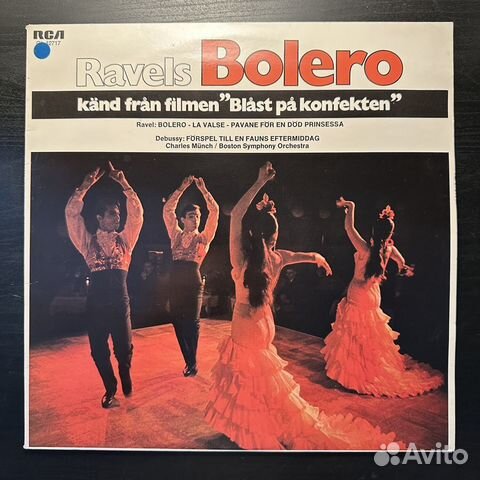 RCA
Ravels Bolero
känd från filmen "Blåst på konfekten"
Ravel: BOLERO - LA VALSE - PAVANE FÖR EN DÖD PRINSESSA
Debussy: FÖRSPEL TILL EN FAUNS EFTERMIDDAG
Charles Münch / Boston Symphony Orchestra
Avito